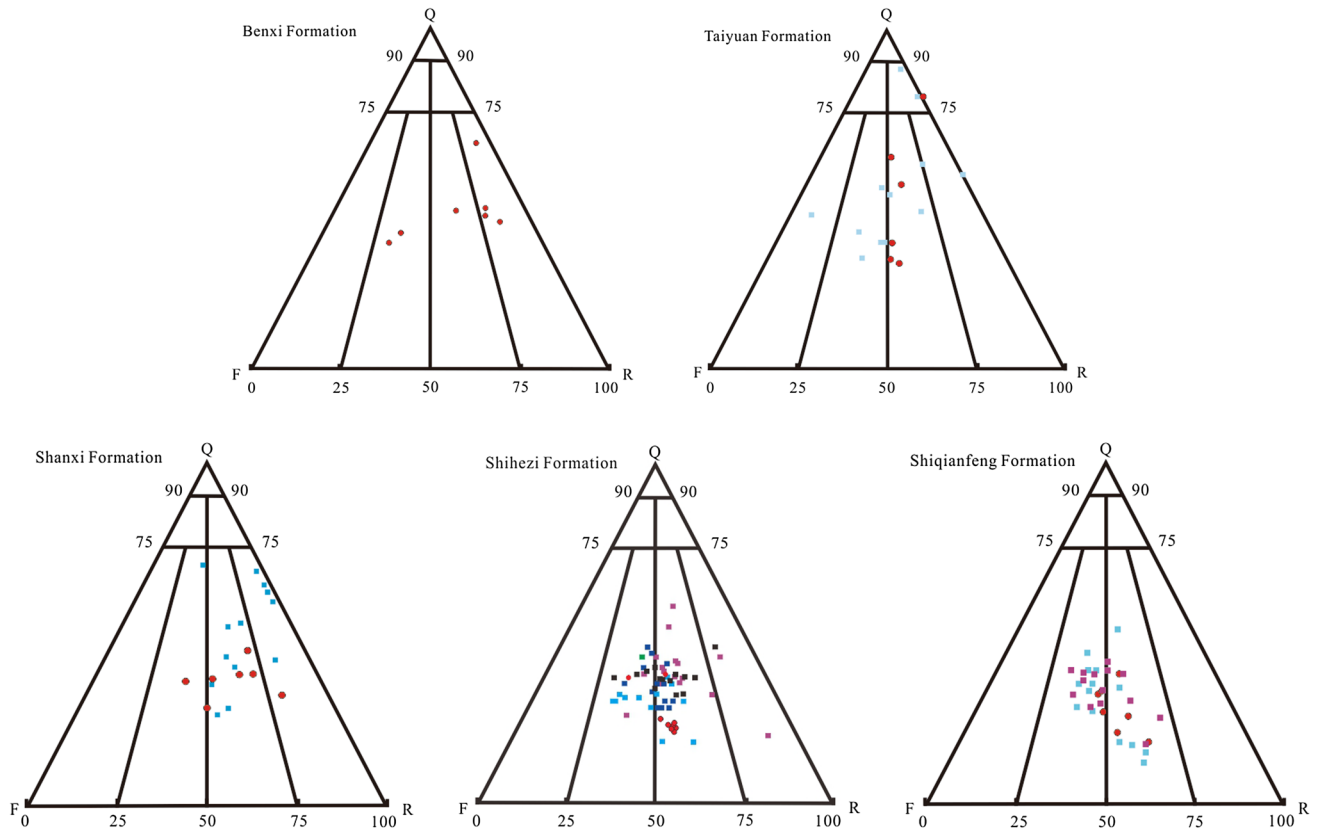 Q
Benxi Formation
90 90
75 75
F R
0 25 50 75 100
Q
Taiyuan Formation
90 90
75 75
F R
0 25 50 75 100
Q
Shanxi Formation
90 90
75 75
F R
0 25 50 75 100
Q
Shihezi Formation
90 90
75 75
F R
0 25 50 75 100
Q
Shiqianfeng Formation
90 90
75 75
F R
0 25 50 75 100